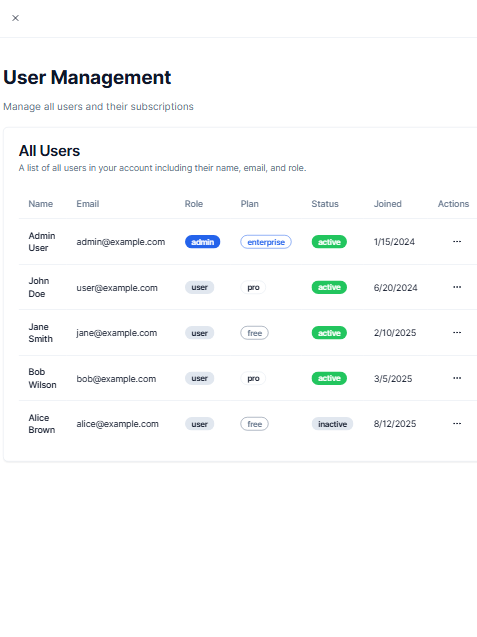 User Management
Manage all users and their subscriptions
All Users
A list of all users in your account including their name, email, and role.
Name Email Role Plan Status Joined Actions
Admin User admin@example.com admin enterprise active 1/15/2024 ...
John Doe user@example.com user pro active 6/20/2024 ...
Jane Smith jane@example.com user free active 2/10/2025 ...
Bob Wilson bob@example.com user pro active 3/5/2025 ...
Alice Brown alice@example.com user free inactive 8/12/2025 ...